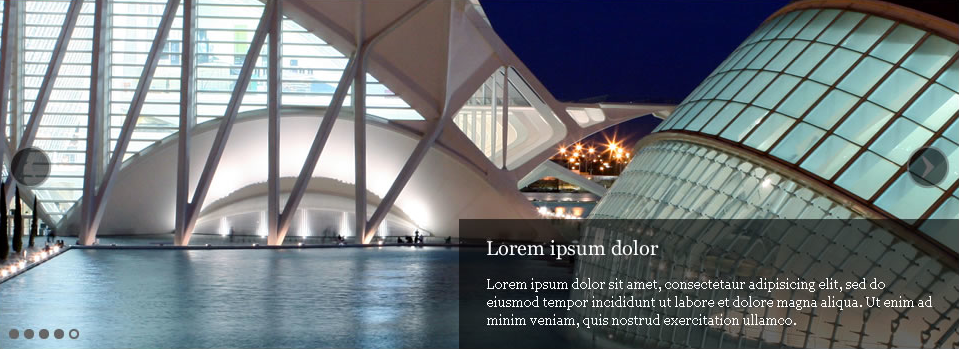 Lorem ipsum dolor
Lorem ipsum dolor sit amet, consectetaur adipisicing elit, sed do
eiusmod tempor incididunt ut labore et dolore magna aliqua. Ut enim ad
minim veniam, quis nostrud exercitation ullamco.